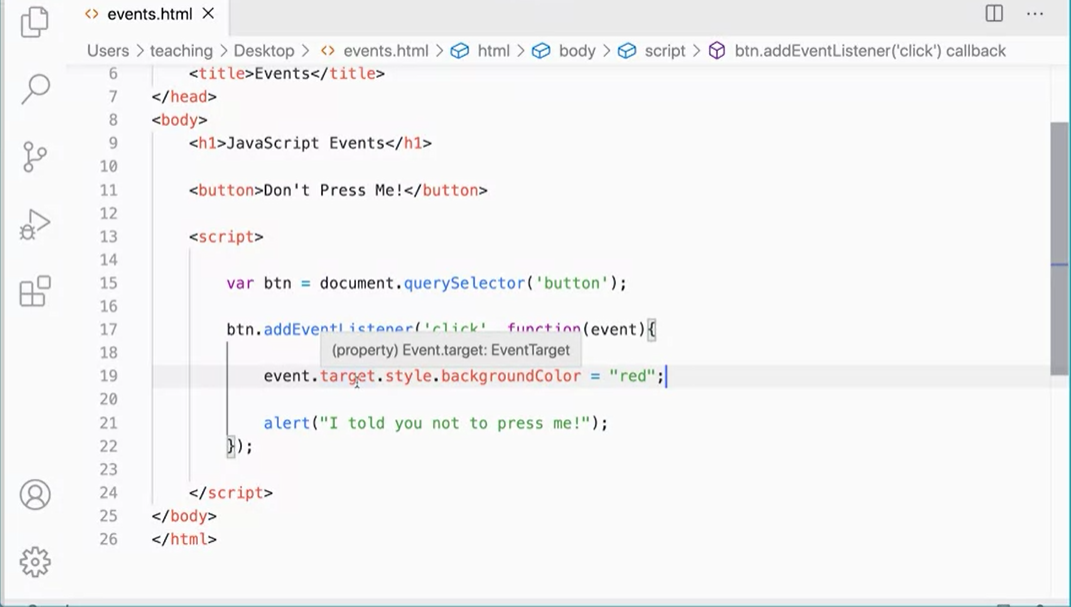 events.html
Users > teaching > Desktop > events.html > html > body > script > btn.addEventListener('click') callback
6 <title>Events</title>
7 </head>
8 <body>
9 <h1>JavaScript Events</h1>
10
11 <button>Don't Press Me!</button>
12
13 <script>
14
15 var btn = document.querySelector('button');
16
17 btn.addEventListener('click', function(event){
(property) Event.target: EventTarget
18
19 event.target.style.backgroundColor = "red";
20
21 alert("I told you not to press me!");
22 });
23
24 </script>
25 </body>
26 </html>